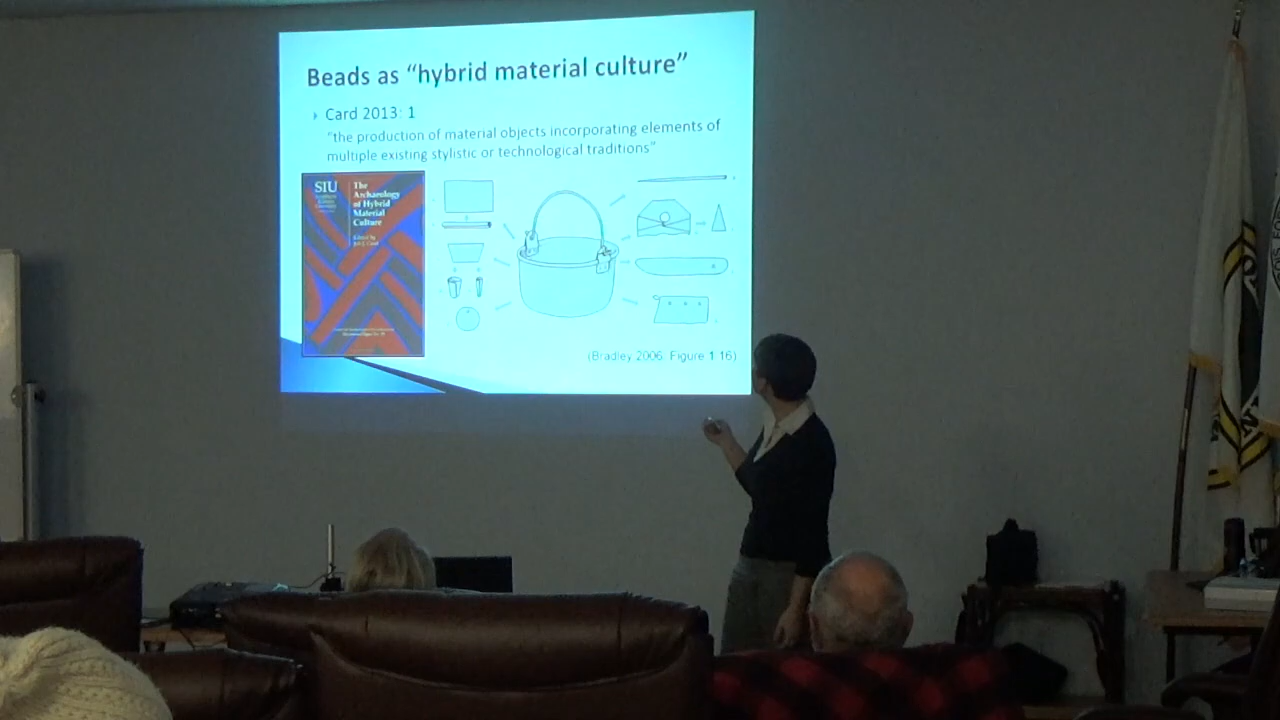 Beads as “hybrid material culture”
Card 2013: 1
"the production of material objects incorporating elements of
multiple existing stylistic or technological traditions"
SIU
The
Archaeology
of Hybrid
Material
Culture
(Bradley 2006 Figure 1 16)